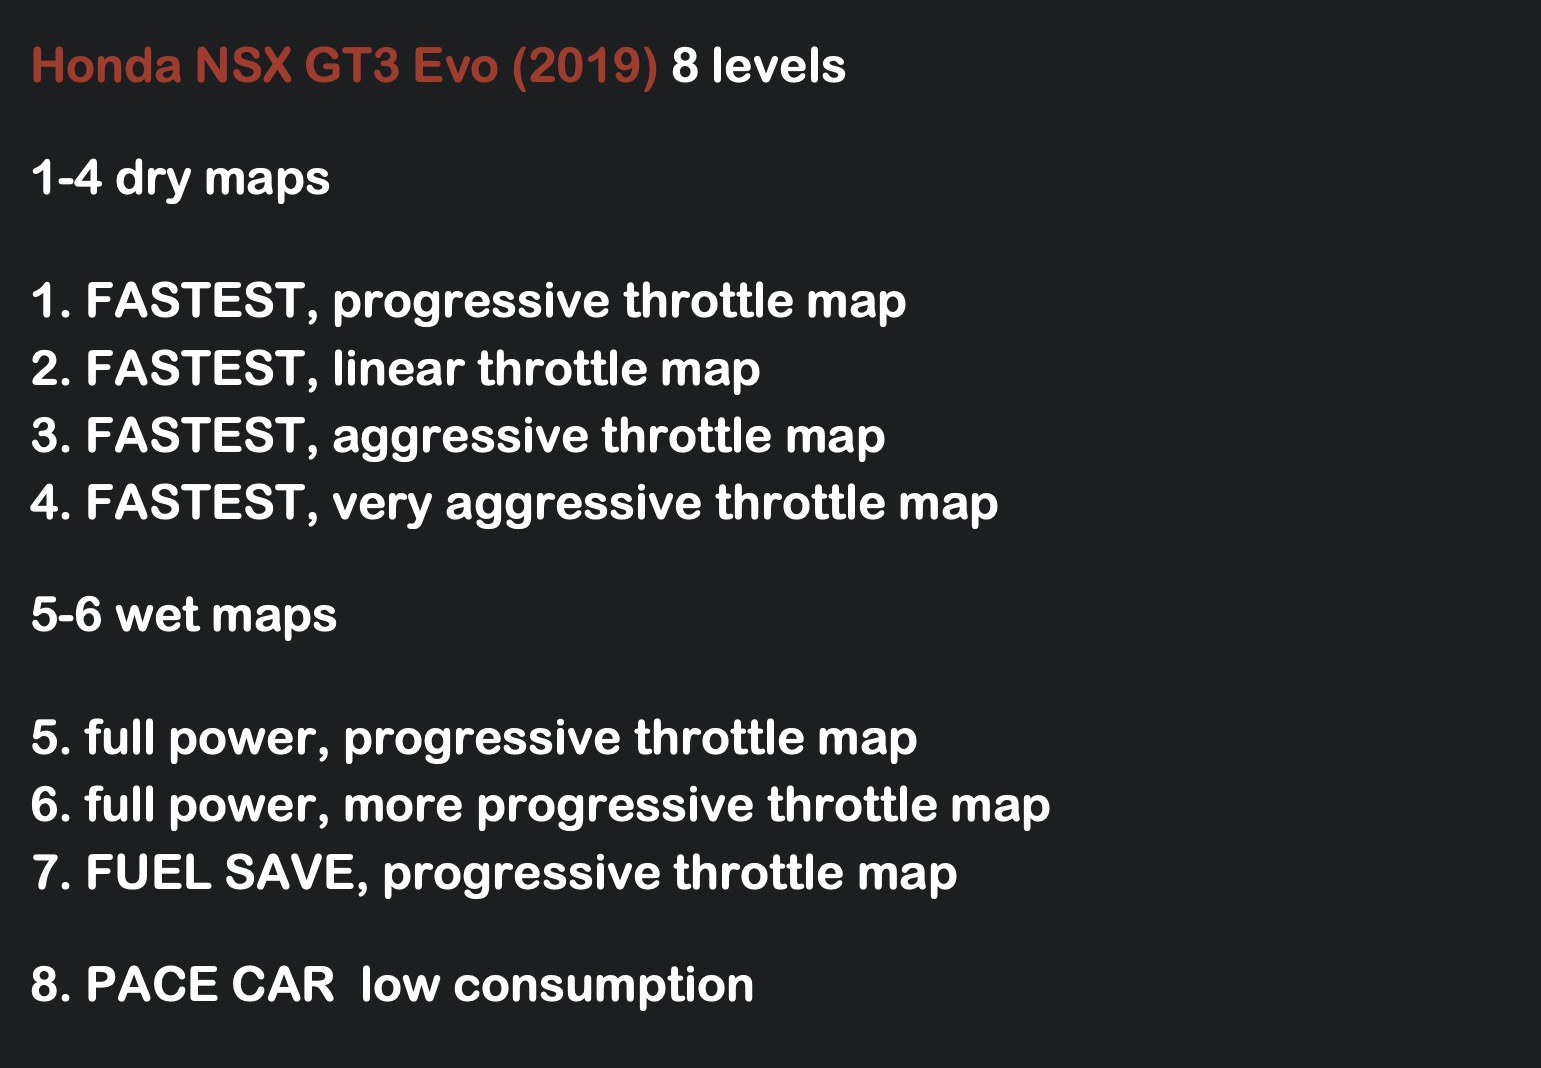 Honda NSX GT3 Evo (2019) 8 levels
1-4 dry maps
1. FASTEST, progressive throttle map
2. FASTEST, linear throttle map
3. FASTEST, aggressive throttle map
4. FASTEST, very aggressive throttle map
5-6 wet maps
5. full power, progressive throttle map
6. full power, more progressive throttle map
7. FUEL SAVE, progressive throttle map
8. PACE CAR  low consumption